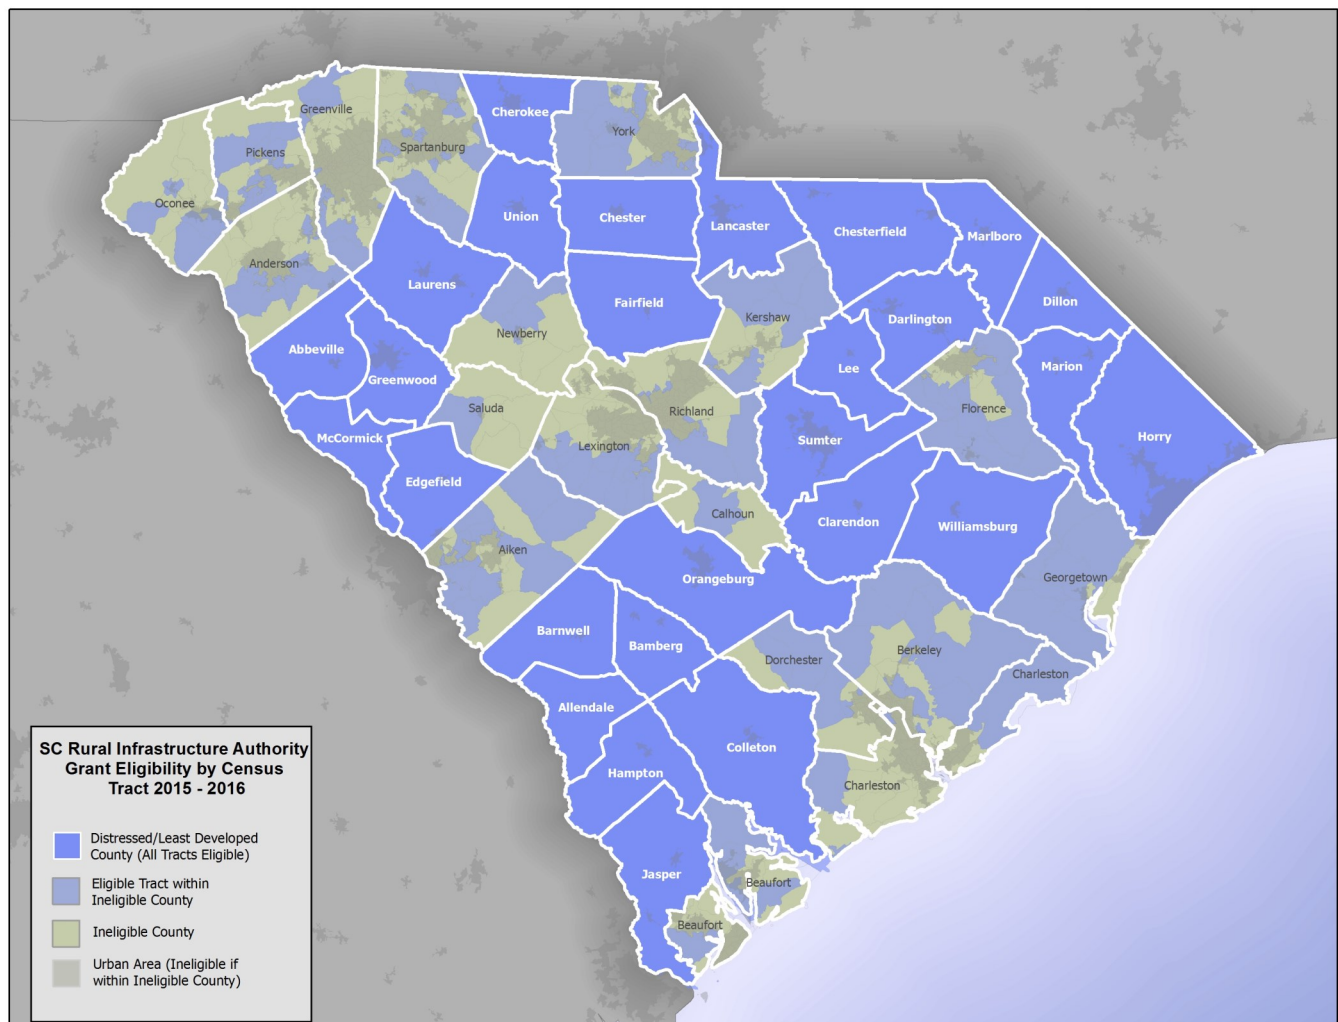 Greenville
Cherokee
York
Pickens
Spartanburg
Oconee
Union
Chester
Lancaster
Chesterfield
Marlboro
Anderson
Laurens
Fairfield
Dillon
Kershaw
Darlington
Newberry
Abbeville
Greenwood
Lee
Marion
Saluda
Richland
Florence
McCormick
Lexington
Sumter
Horry
Edgefield
Calhoun
Clarendon
Williamsburg
Aiken
Orangeburg
Georgetown
Barnwell
Bamberg
Dorchester
Berkeley
Charleston
Allendale
Colleton
Hampton
Charleston
Jasper
Beaufort
Beaufort
SC Rural Infrastructure Authority
Grant Eligibility by Census
Tract 2015 - 2016
Distressed/Least Developed
County (All Tracts Eligible)
Eligible Tract within
Ineligible County
Ineligible County
Urban Area (Ineligible if
within Ineligible County)